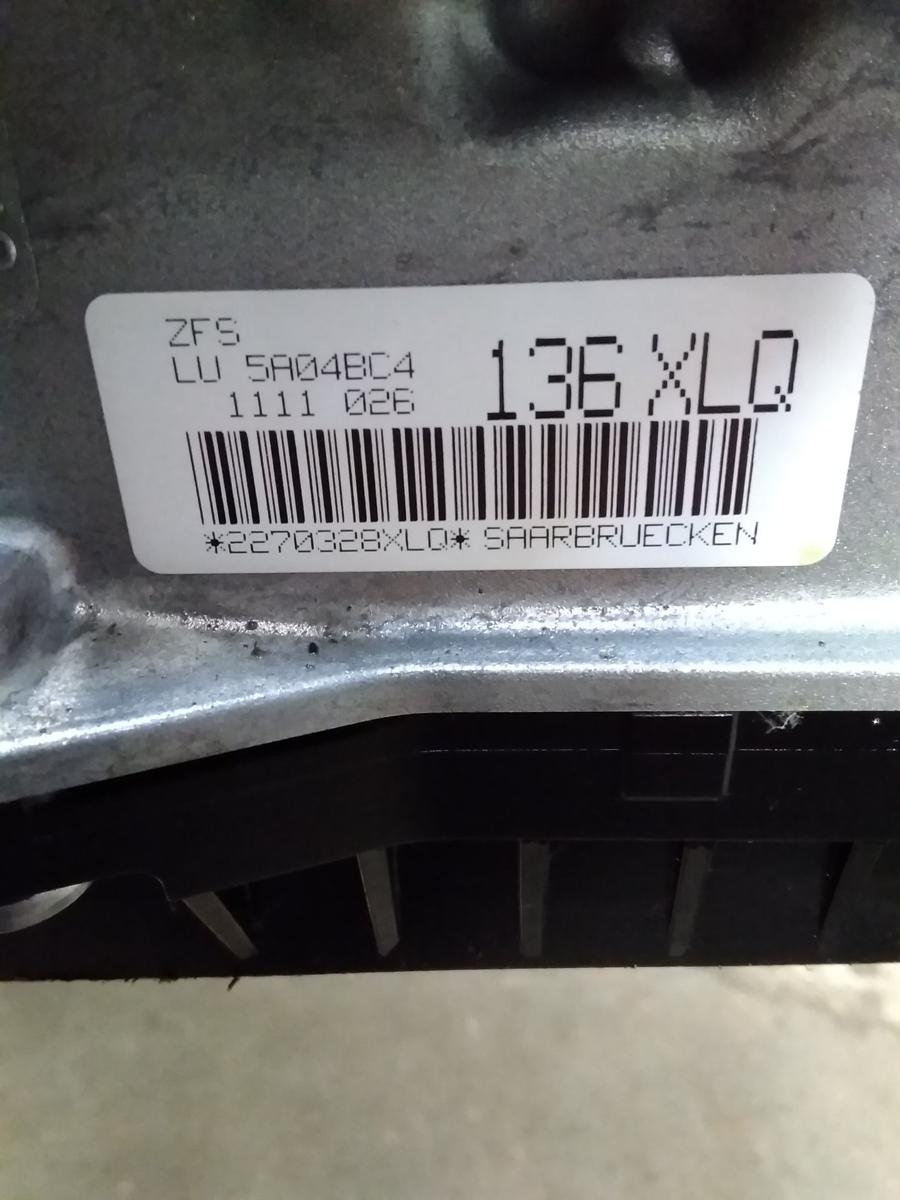 ZFS
LU 5A04BC4
1111 026
136 XLQ
*2270328XLQ* SAARBRUECKEN